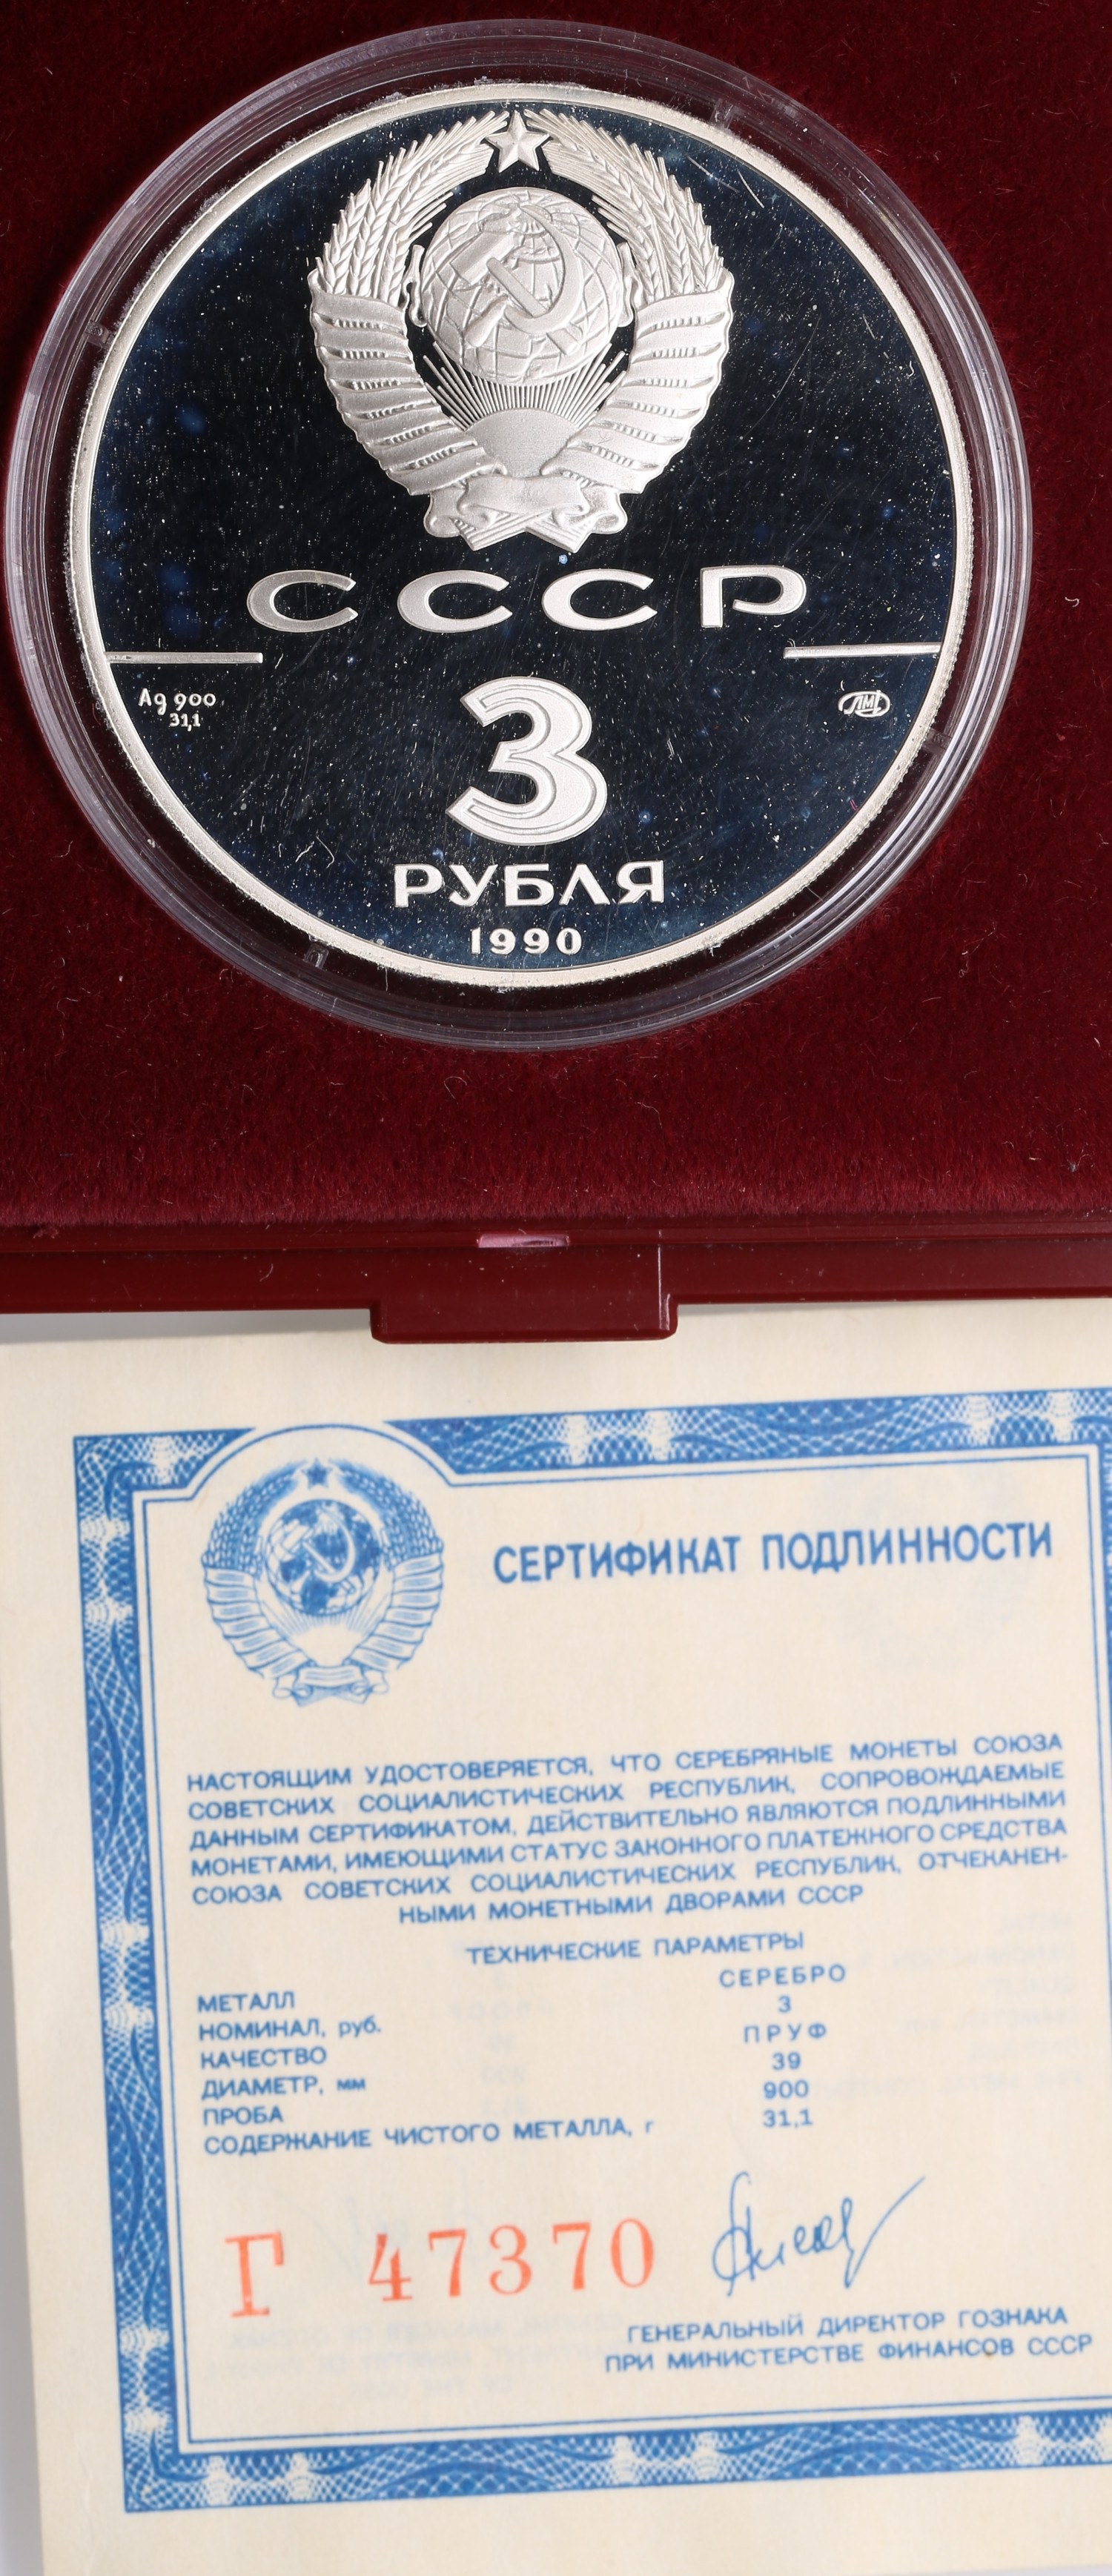 СССР
Ag 900
31,1
ЛМД
3
РУБЛЯ
1990
СЕРТИФИКАТ ПОДЛИННОСТИ
НАСТОЯЩИМ УДОСТОВЕРЯЕТСЯ, ЧТО СЕРЕБРЯНЫЕ МОНЕТЫ СОЮЗА
СОВЕТСКИХ СОЦИАЛИСТИЧЕСКИХ РЕСПУБЛИК, СОПРОВОЖДАЕМЫЕ
ДАННЫМ СЕРТИФИКАТОМ, ДЕЙСТВИТЕЛЬНО ЯВЛЯЮТСЯ ПОДЛИННЫМИ
МОНЕТАМИ, ИМЕЮЩИМИ СТАТУС ЗАКОННОГО ПЛАТЕЖНОГО СРЕДСТВА
СОЮЗА СОВЕТСКИХ СОЦИАЛИСТИЧЕСКИХ РЕСПУБЛИК, ОТЧЕКАНЕН-
НЫМИ МОНЕТНЫМИ ДВОРАМИ СССР
ТЕХНИЧЕСКИЕ ПАРАМЕТРЫ
МЕТАЛЛ СЕРЕБРО
НОМИНАЛ, руб. 3
КАЧЕСТВО ПРУФ
ДИАМЕТР, мм 39
ПРОБА 900
СОДЕРЖАНИЕ ЧИСТОГО МЕТАЛЛА, г 31,1
Г 47370
ГЕНЕРАЛЬНЫЙ ДИРЕКТОР ГОЗНАКА
ПРИ МИНИСТЕРСТВЕ ФИНАНСОВ СССР